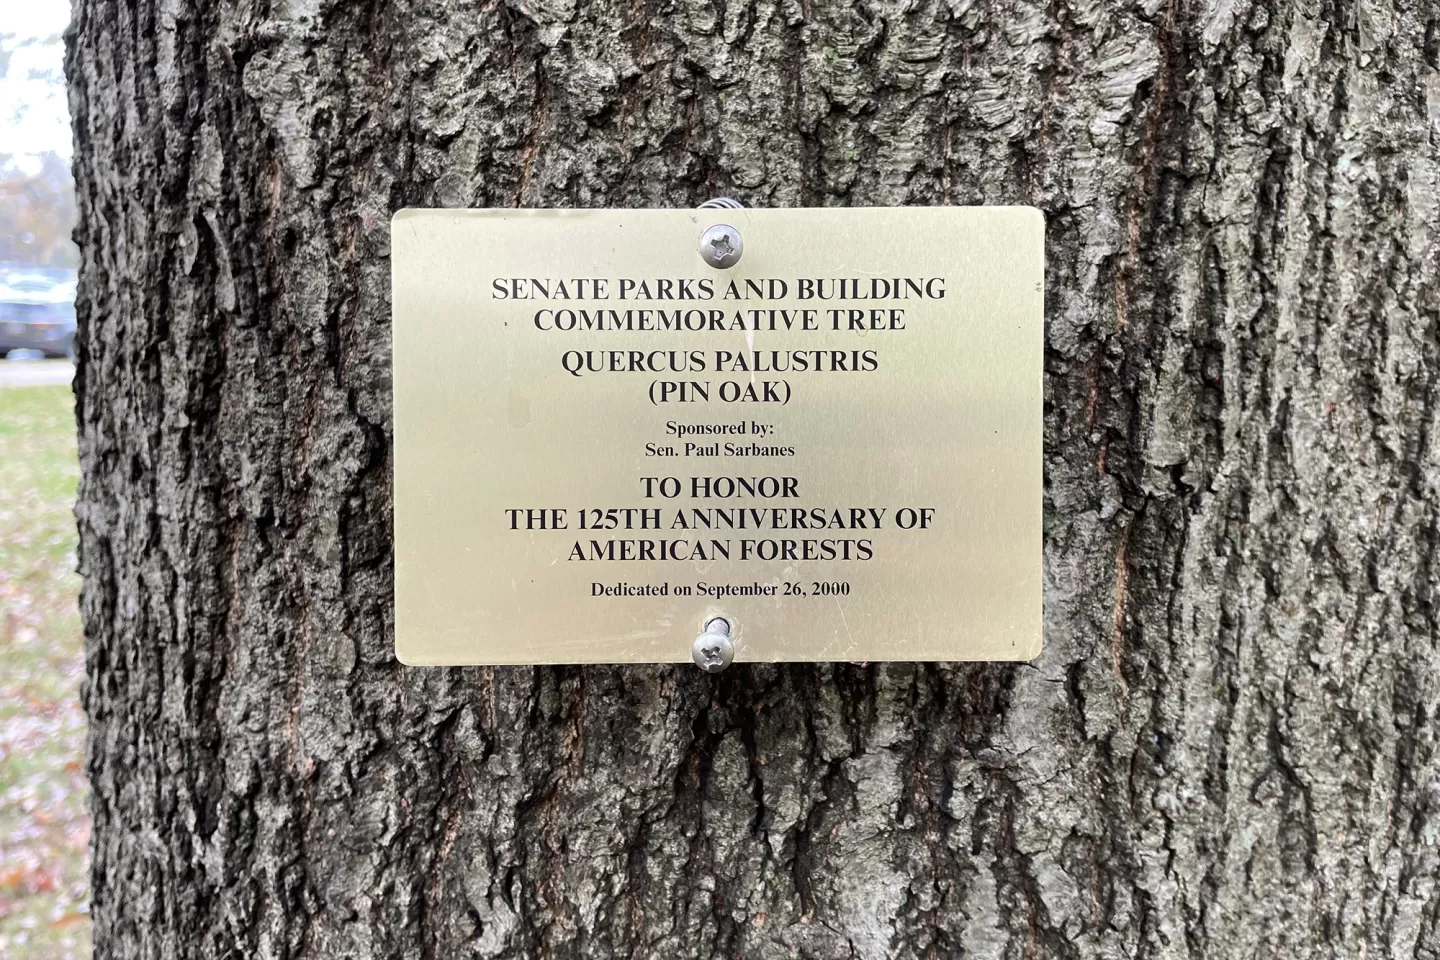 SENATE PARKS AND BUILDING
COMMEMORATIVE TREE
QUERCUS PALUSTRIS
(PIN OAK)
Sponsored by:
Sen. Paul Sarbanes
TO HONOR
THE 125TH ANNIVERSARY OF
AMERICAN FORESTS
Dedicated on September 26, 2000